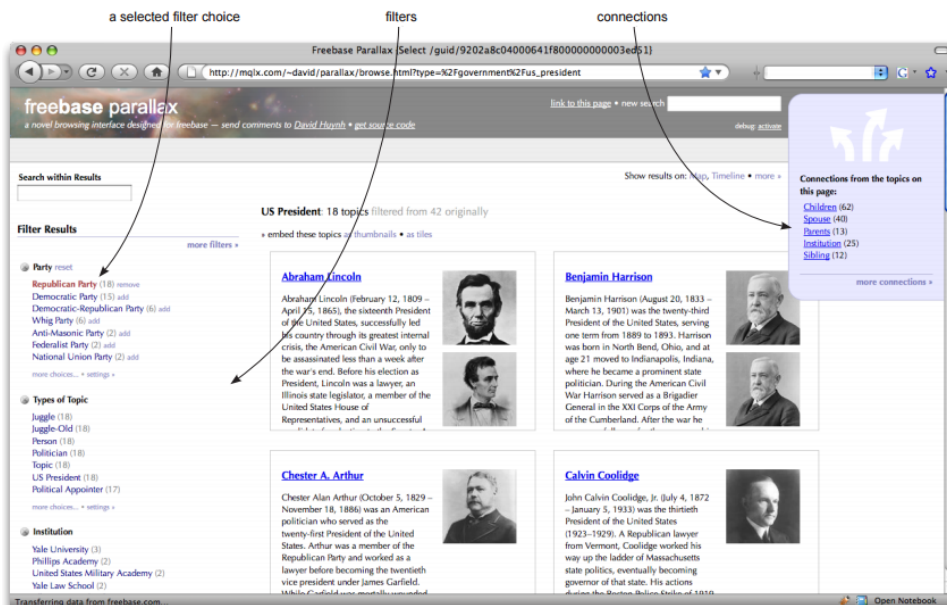 a selected filter choice
filters
connections
Freebase Parallax {Select /guid/9202a8c04000641f800000000003ed51}
http://mqlx.com/~david/parallax/browse.html?type=%2Fgovernment%2Fus_president
freebase parallax
a novel browsing interface designed for freebase — send comments to David Huynh • get source code
link to this page • new search
debug: activate
Search within Results
Show results on: Map, Timeline • more »
Connections from the topics on
this page:
Children (62)
Spouse (40)
Parents (13)
Institution (25)
Sibling (12)
more connections »
Filter Results
more filters »
Party reset
Republican Party (18) remove
Democratic Party (15) add
Democratic-Republican Party (6) add
Whig Party (6) add
Anti-Masonic Party (2) add
Federalist Party (2) add
National Union Party (2) add
more choices... • settings »
Types of Topic
Juggle (18)
Juggle-Old (18)
Person (18)
Politician (18)
Topic (18)
US President (18)
Political Appointer (17)
more choices... • settings »
Institution
Yale University (3)
Phillips Academy (2)
United States Military Academy (2)
Yale Law School (2)
US President: 18 topics filtered from 42 originally
» embed these topics as thumbnails • as tiles
Abraham Lincoln
Abraham Lincoln (February 12, 1809 –
April 15, 1865), the sixteenth President
of the United States, successfully led
his country through its greatest internal
crisis, the American Civil War, only to
be assassinated less than a week after
the war's end. Before his election as
President, Lincoln was a lawyer, an
Illinois state legislator, a member of the
United States House of
Representatives, and an unsuccessful
Benjamin Harrison
Benjamin Harrison (August 20, 1833 –
March 13, 1901) was the twenty-third
President of the United States, serving
one term from 1889 to 1893. Harrison
was born in North Bend, Ohio, and at
age 21 moved to Indianapolis, Indiana,
where he became a prominent state
politician. During the American Civil
War Harrison served as a Brigadier
General in the XXI Corps of the Army
of the Cumberland. After the war he
Chester A. Arthur
Chester Alan Arthur (October 5, 1829 –
November 18, 1886) was an American
politician who served as the
twenty-first President of the United
States. Arthur was a member of the
Republican Party and worked as a
lawyer before becoming the twentieth
vice president under James Garfield.
While Garfield was mortally wounded
Calvin Coolidge
John Calvin Coolidge, Jr. (July 4, 1872
– January 5, 1933) was the thirtieth
President of the United States
(1923–1929). A Republican lawyer
from Vermont, Coolidge worked his
way up the ladder of Massachusetts
state politics, eventually becoming
governor of that state. His actions
during the Boston Police Strike of 1919
Transferring data from freebase.com...
Open Notebook